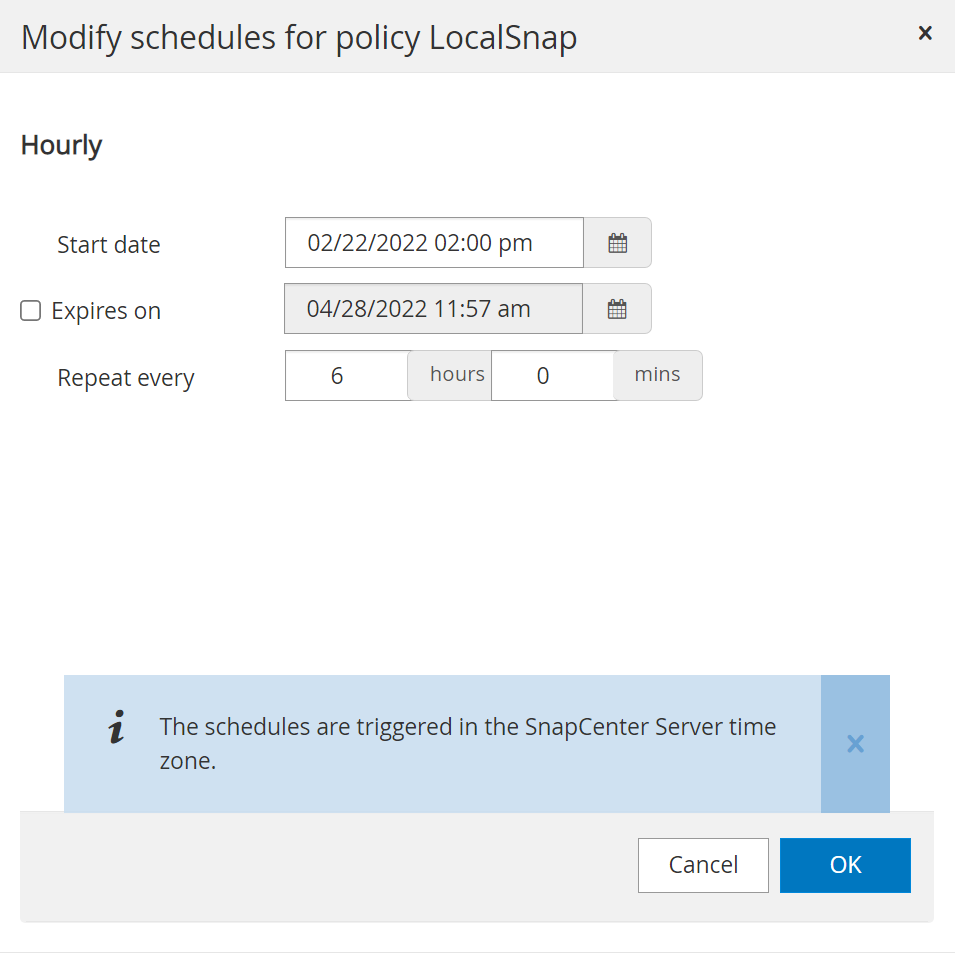 Modify schedules for policy LocalSnap
Hourly
Start date 02/22/2022 02:00 pm
Expires on 04/28/2022 11:57 am
Repeat every 6 hours 0 mins
The schedules are triggered in the SnapCenter Server time
zone.
Cancel OK